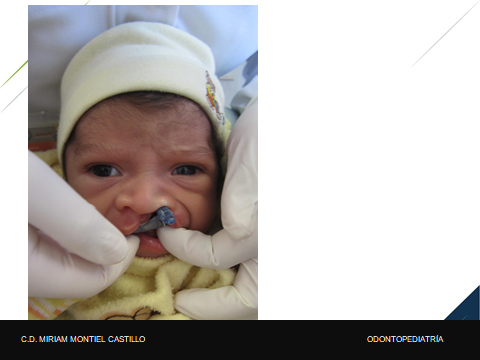 C.D. MIRIAM MONTIEL CASTILLO
ODONTOPEDIATRÍA